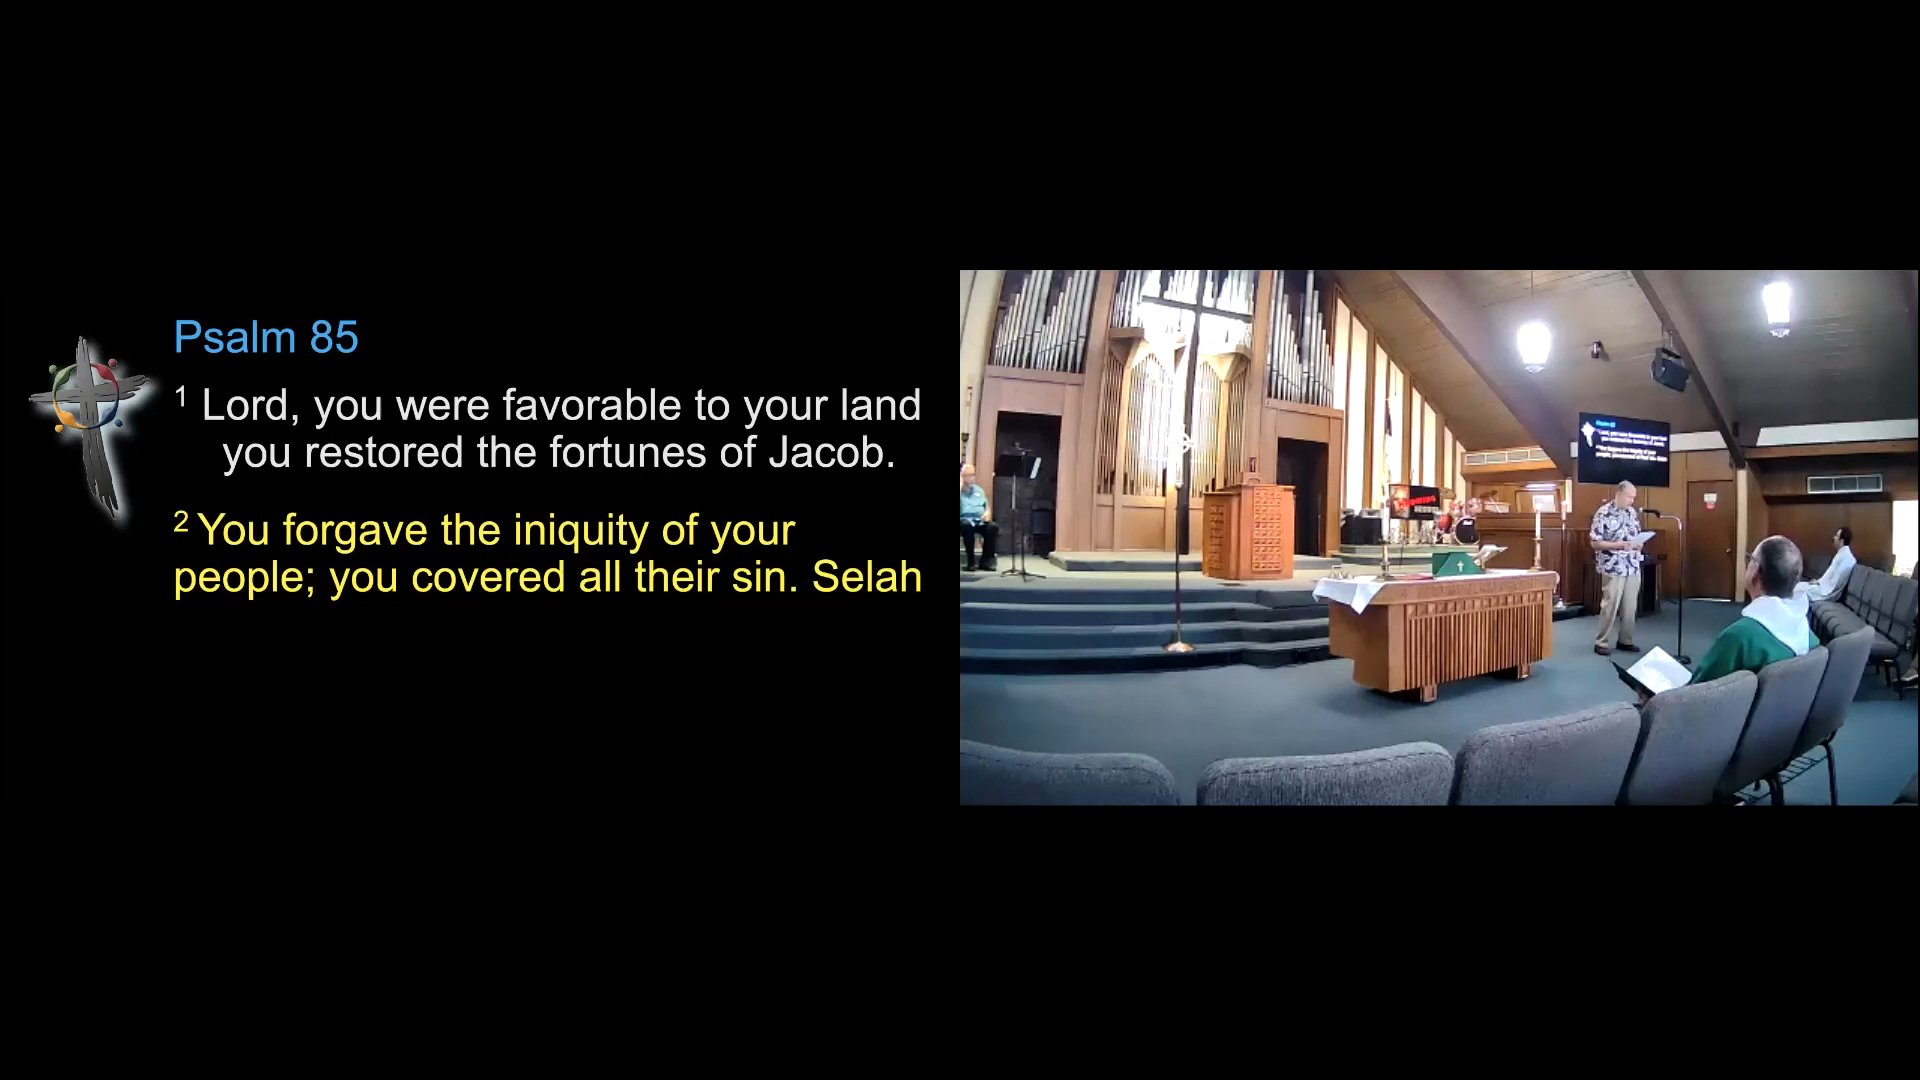 Psalm 85
1 Lord, you were favorable to your land
you restored the fortunes of Jacob.
2 You forgave the iniquity of your
people; you covered all their sin. Selah